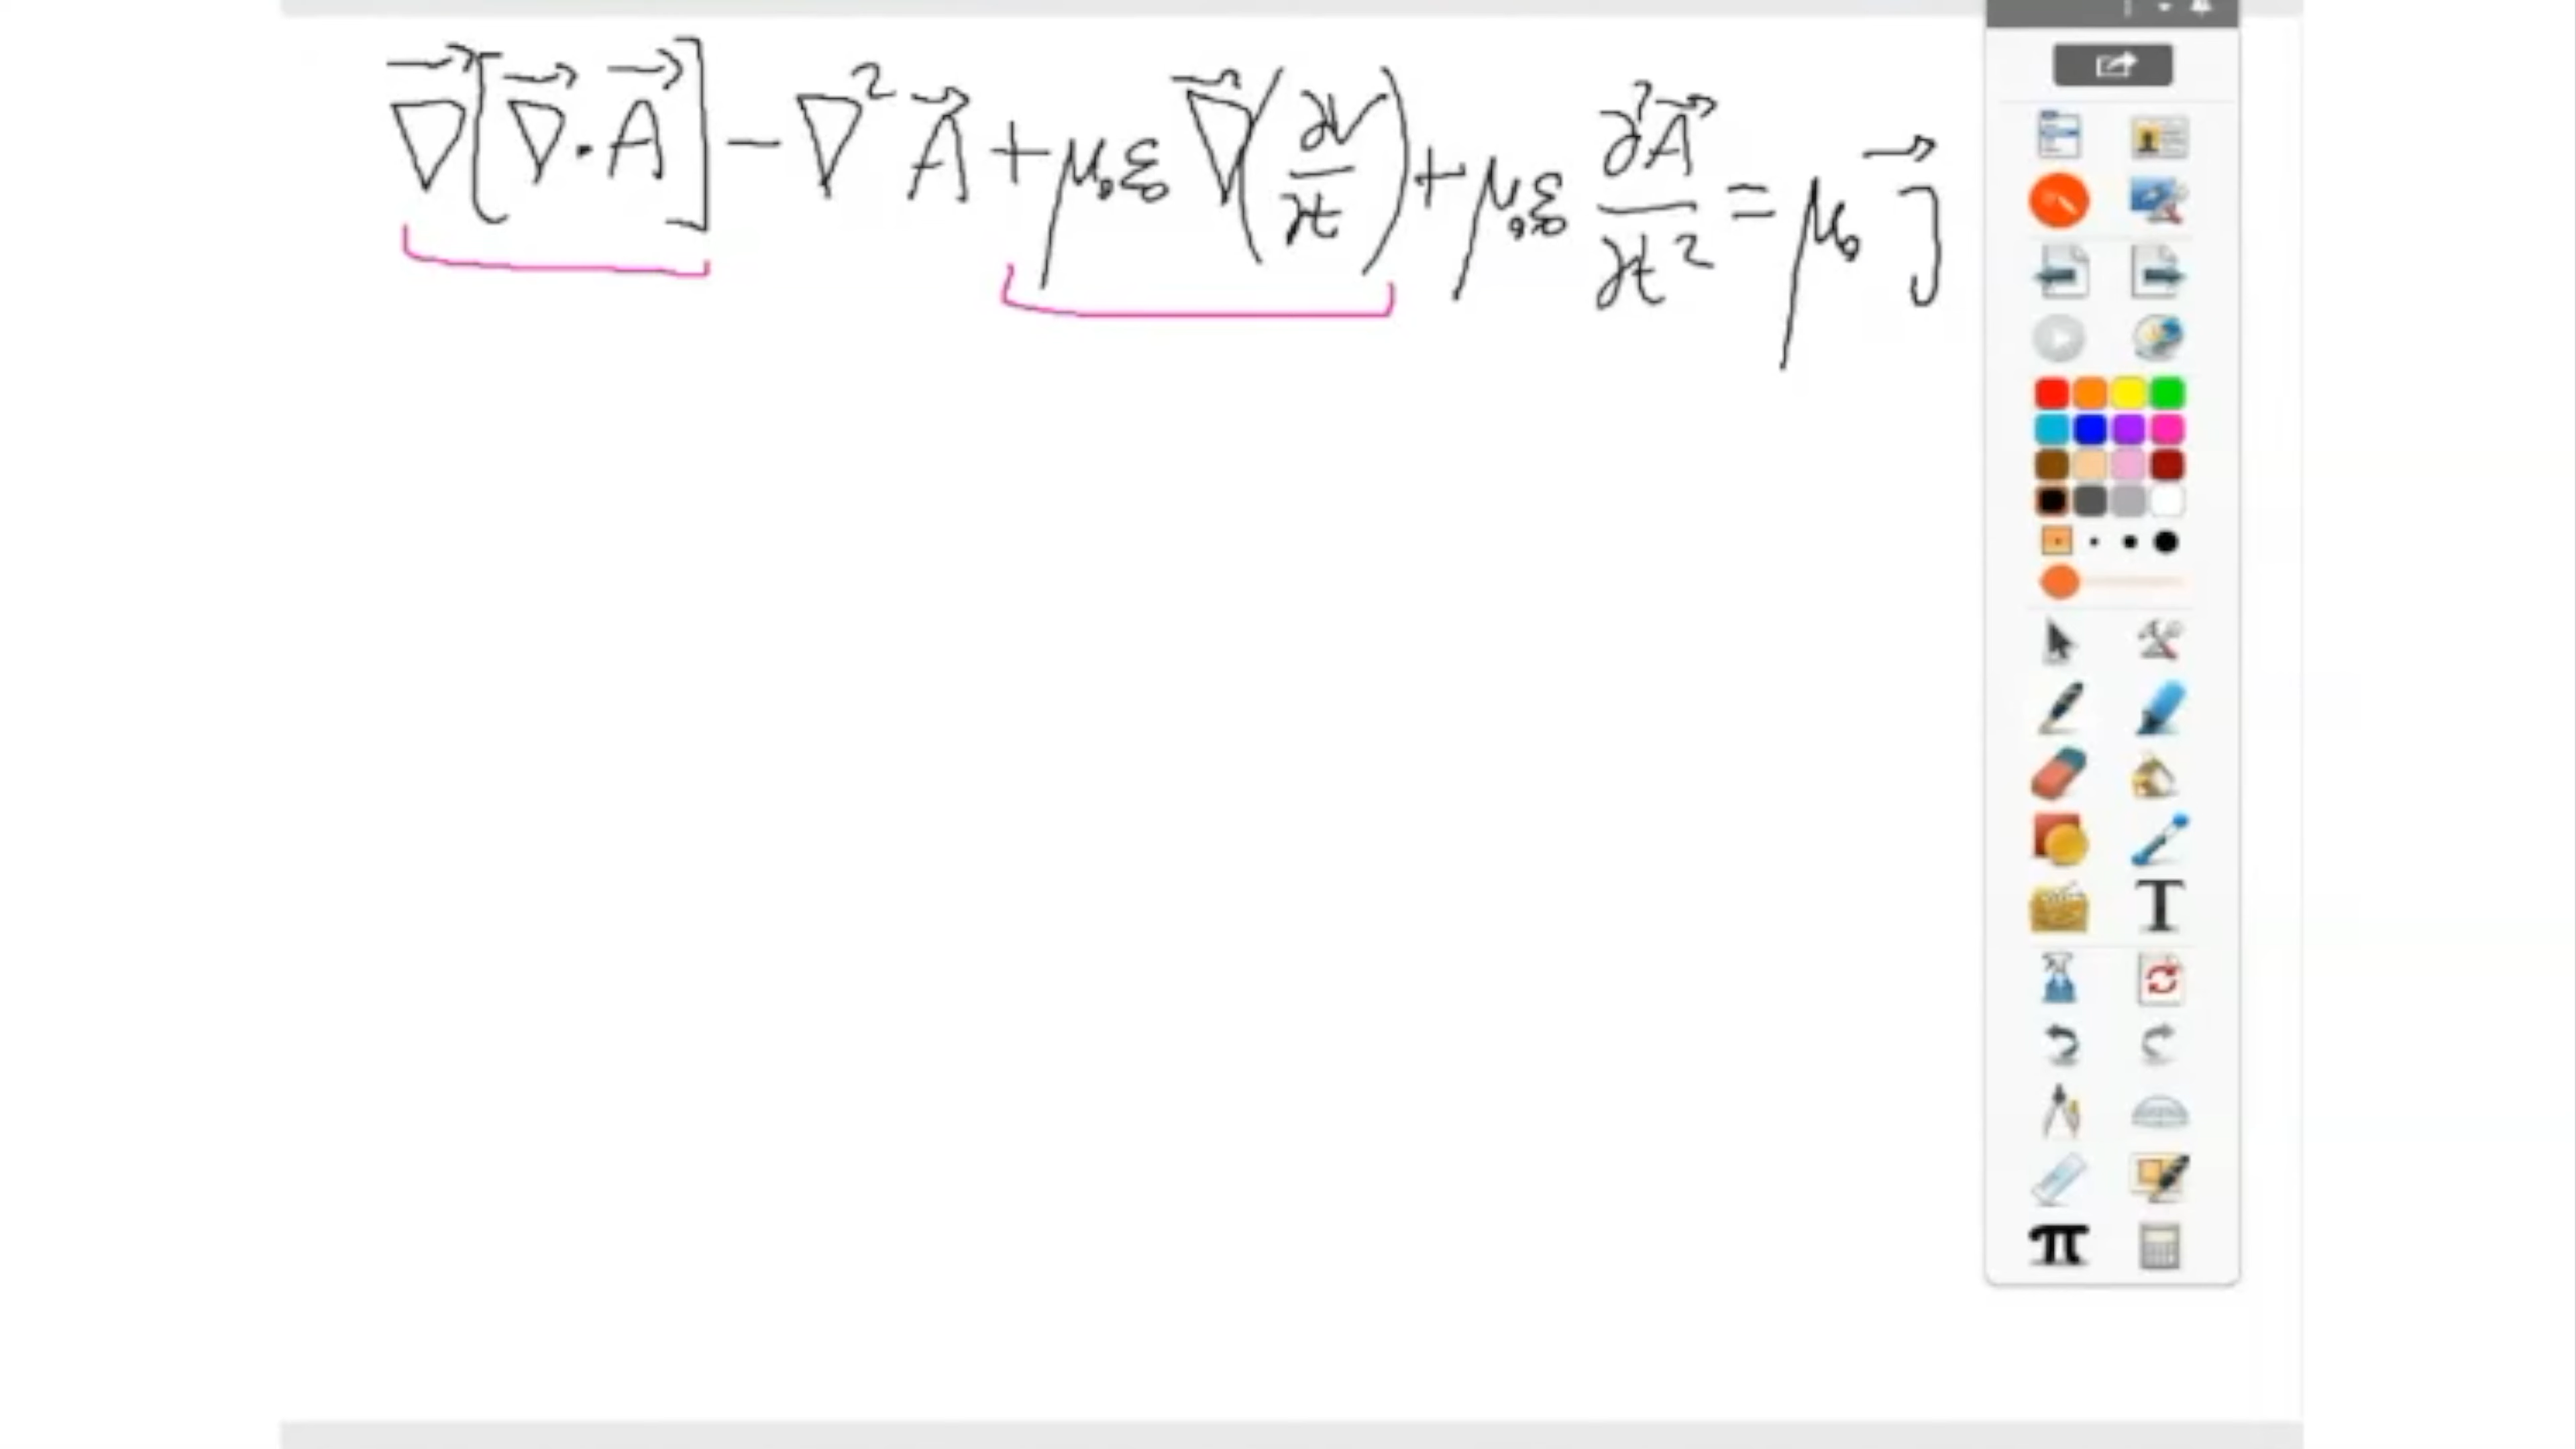 ∇⃗[∇⃗·A⃗] − ∇²A⃗ + μ₀ε₀∇⃗(∂V/∂t) + μ₀ε₀ ∂²A⃗/∂t² = μ₀J⃗
T
π